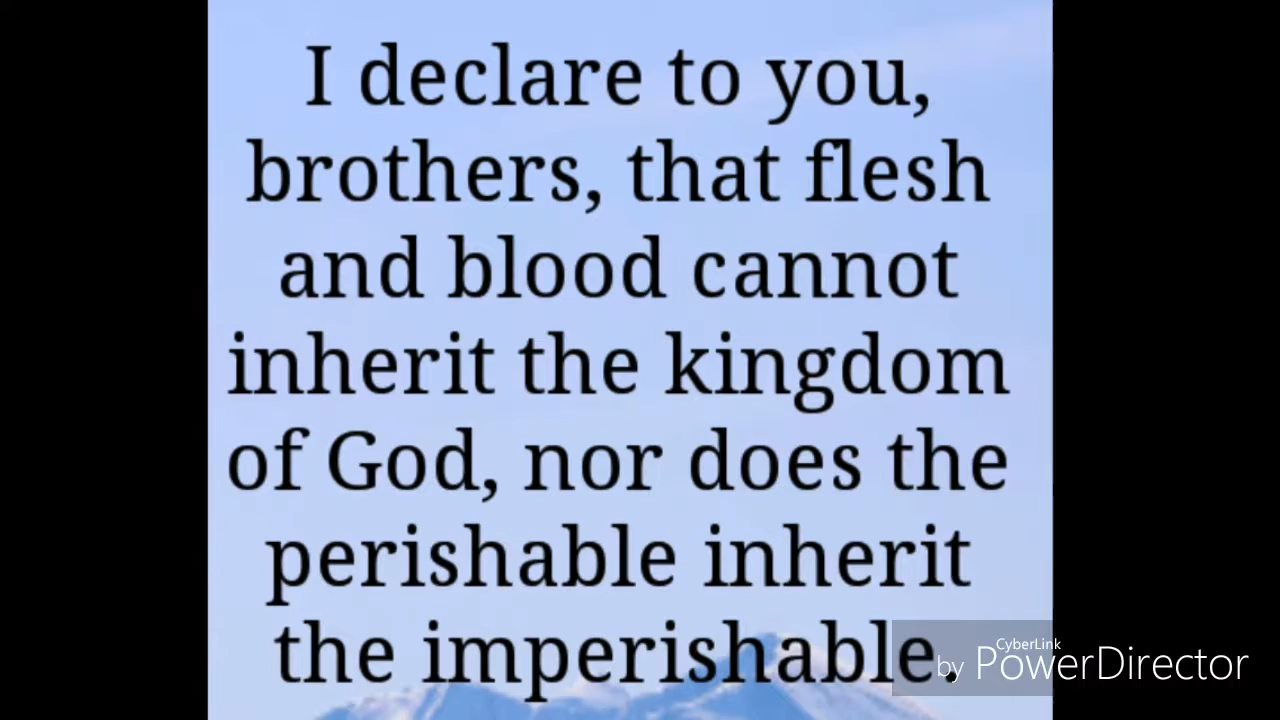 I declare to you,
brothers, that flesh
and blood cannot
inherit the kingdom
of God, nor does the
perishable inherit
the imperishable.
CyberLink
by PowerDirector